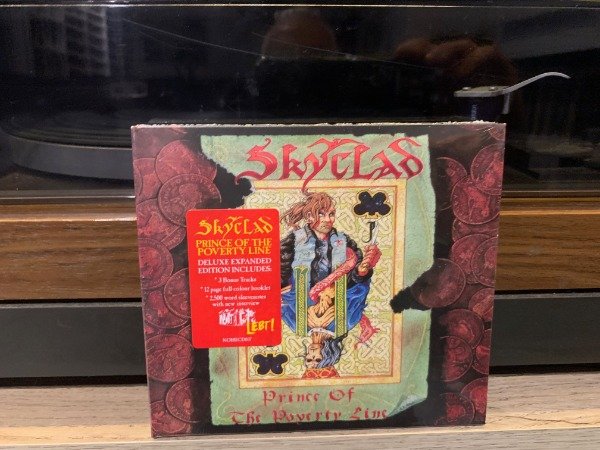 SKYCLAD
SKYCLAD
PRINCE OF THE
POVERTY LINE
DELUXE EXPANDED
EDITION INCLUDES:
* 3 Bonus Tracks
* 12 page full-colour booklet
* 2,500 word sleevenotes
with new interview
Prince Of
The Poverty Line